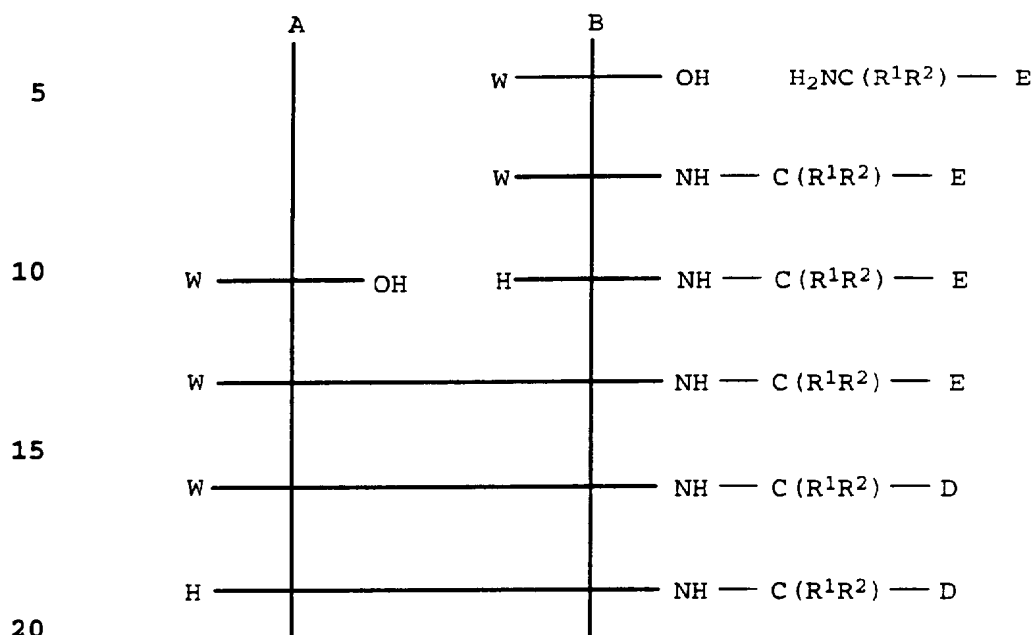 A B
W OH H₂NC(R¹R²) — E
5
W NH — C(R¹R²) — E
10
W OH H NH — C(R¹R²) — E
W NH — C(R¹R²) — E
15
W NH — C(R¹R²) — D
H NH — C(R¹R²) — D
20